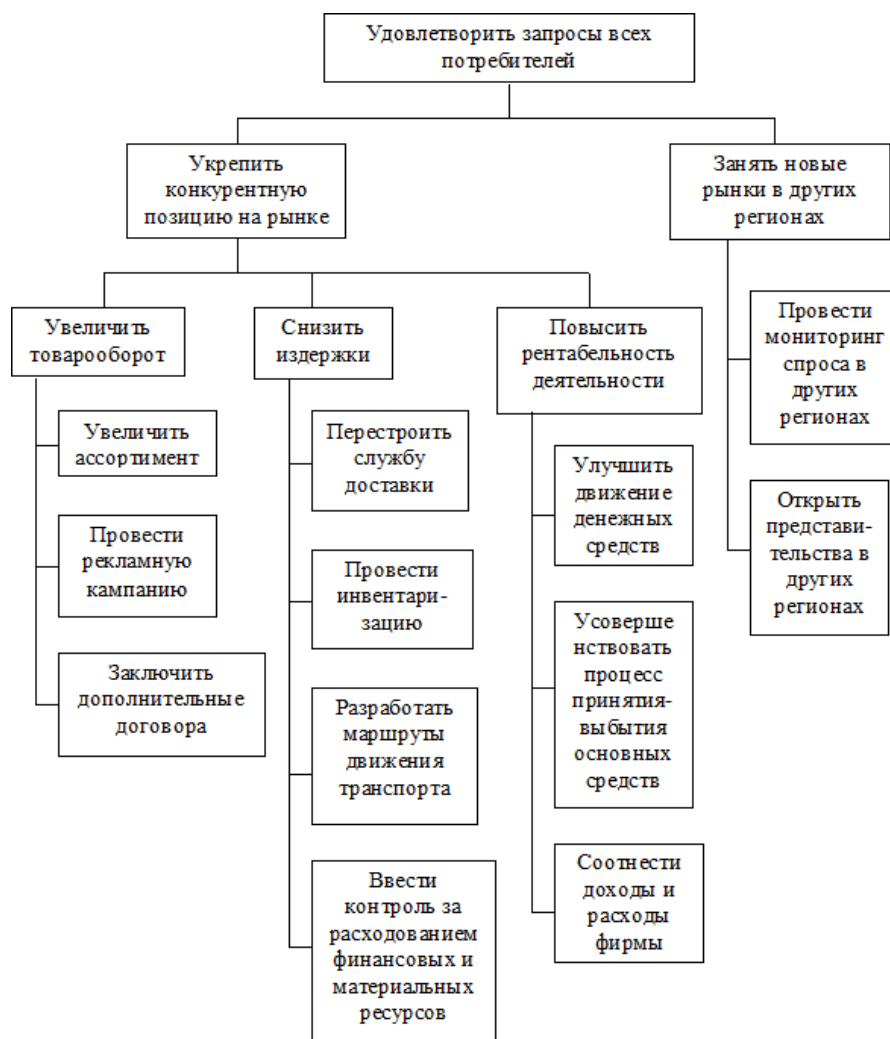 Удовлетворить запросы всех
потребителей
Укрепить
конкурентную
позицию на рынке
Занять новые
рынки в других
регионах
Увеличить
товарооборот
Снизить
издержки
Повысить
рентабельность
деятельности
Провести
мониторинг
спроса в
других
регионах
Увеличить
ассортимент
Перестроить
службу
доставки
Улучшить
движение
денежных
средств
Открыть
представи-
тельства в
других
регионах
Провести
рекламную
кампанию
Провести
инвентари-
зацию
Усоверше
нствовать
процесс
принятия-
выбытия
основных
средств
Заключить
дополнительные
договора
Разработать
маршруты
движения
транспорта
Соотнести
доходы и
расходы
фирмы
Ввести
контроль за
расходованием
финансовых и
материальных
ресурсов